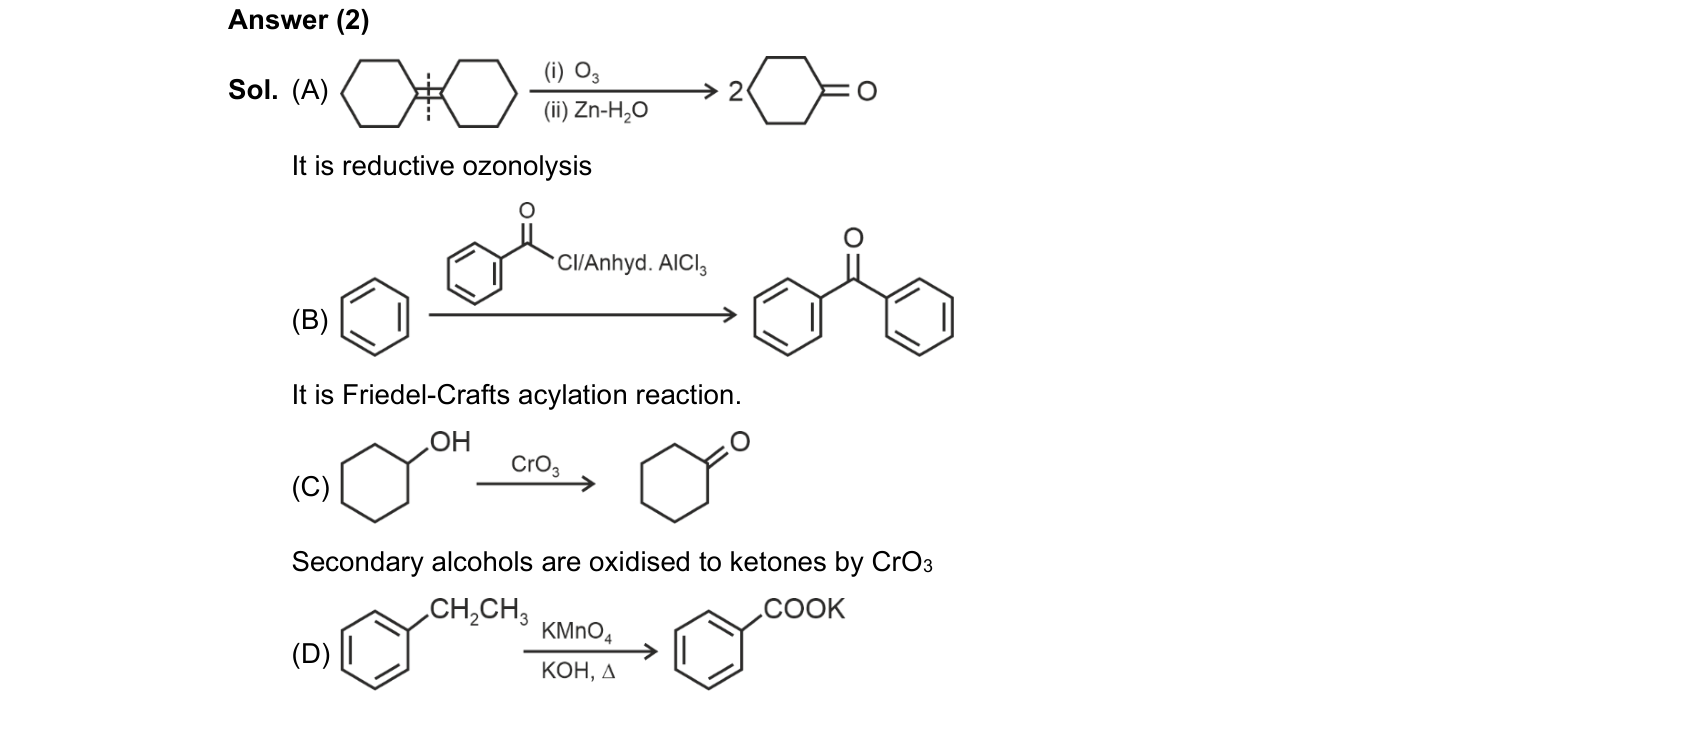 Answer (2)
Sol. (A) (i) O₃ (ii) Zn-H₂O 2 O
It is reductive ozonolysis
(B) O Cl/Anhyd. AlCl₃ O
It is Friedel-Crafts acylation reaction.
(C) OH CrO₃ O
Secondary alcohols are oxidised to ketones by CrO₃
(D) CH₂CH₃ KMnO₄ KOH, Δ COOK